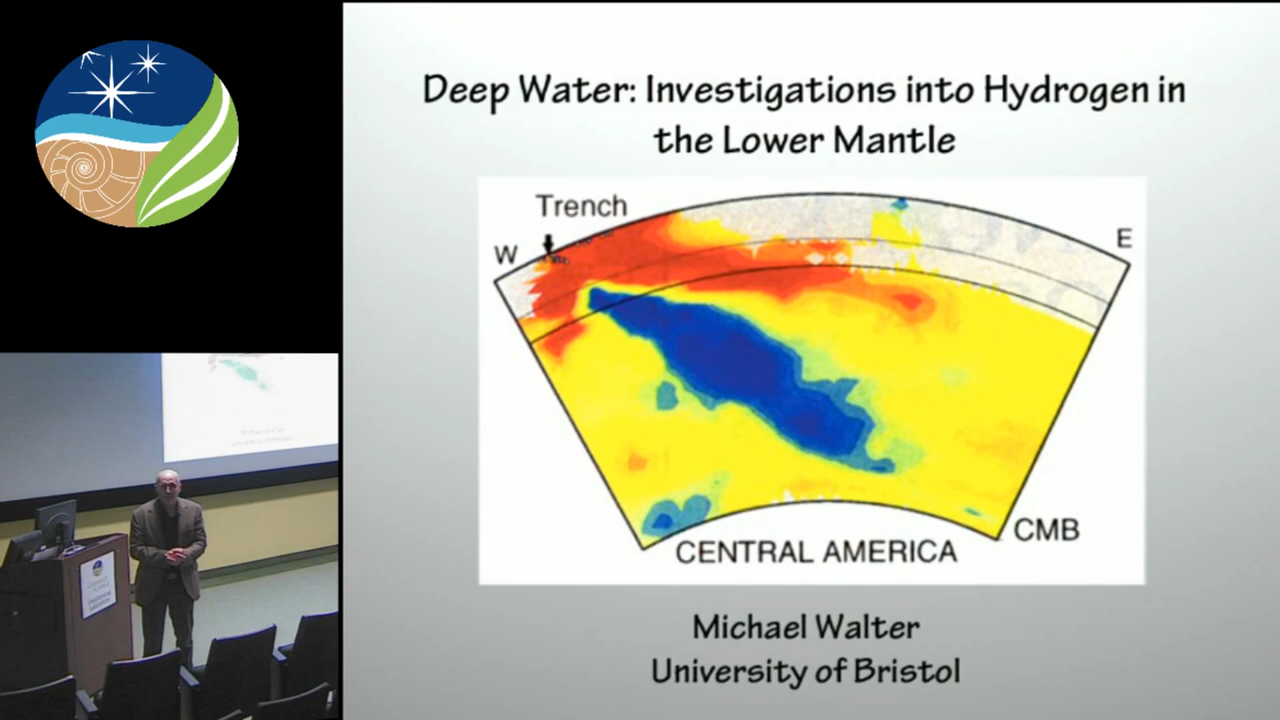 Deep Water: Investigations into Hydrogen in
the Lower Mantle
Trench
W
E
CMB
CENTRAL AMERICA
Michael Walter
University of Bristol